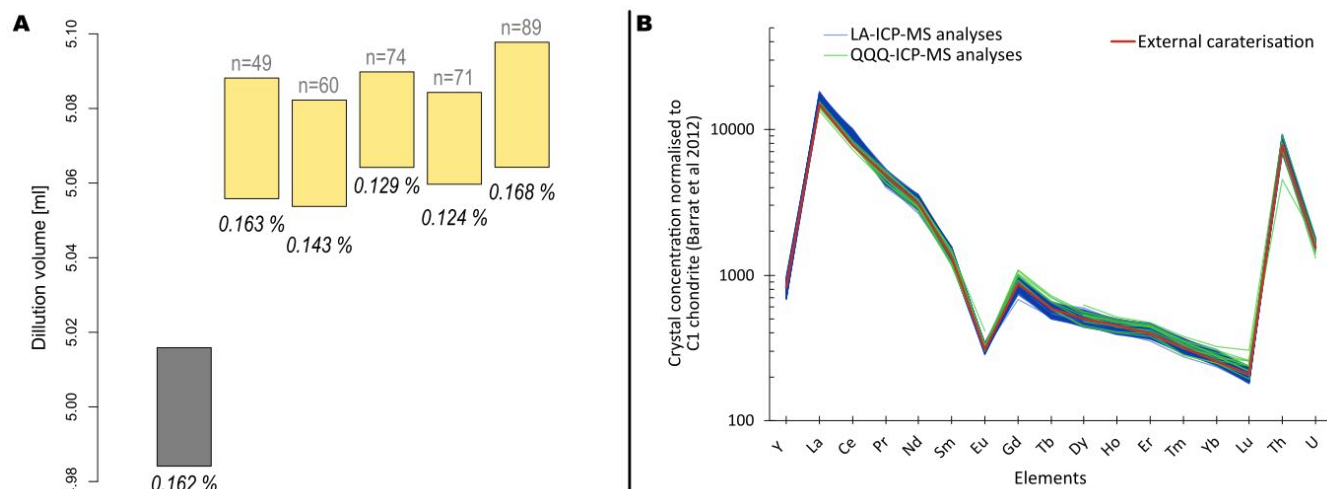 A
5.10
5.08
5.06
5.04
5.02
5.00
.98
Dillution volume [ml]
n=49
n=60
n=74
n=71
n=89
0.163 %
0.143 %
0.129 %
0.124 %
0.168 %
0.162 %
B
LA-ICP-MS analyses
QQQ-ICP-MS analyses
External caraterisation
Crystal concentration normalised to
C1 chondrite (Barrat et al 2012)
10000
1000
100
Y La Ce Pr Nd Sm Eu Gd Tb Dy Ho Er Tm Yb Lu Th U
Elements